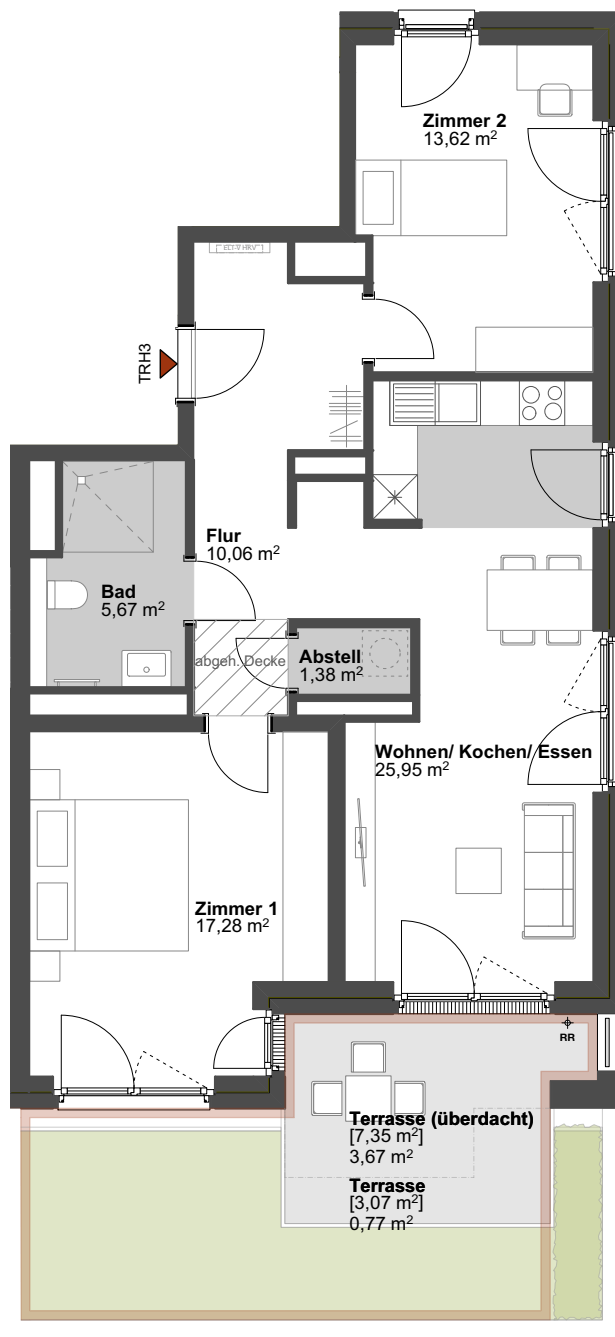 Zimmer 2
13,62 m²
TRH3
Flur
10,06 m²
Bad
5,67 m²
abgeh. Decke
Abstell
1,38 m²
Wohnen/ Kochen/ Essen
25,95 m²
Zimmer 1
17,28 m²
RR
Terrasse (überdacht)
[7,35 m²]
3,67 m²
Terrasse
[3,07 m²]
0,77 m²